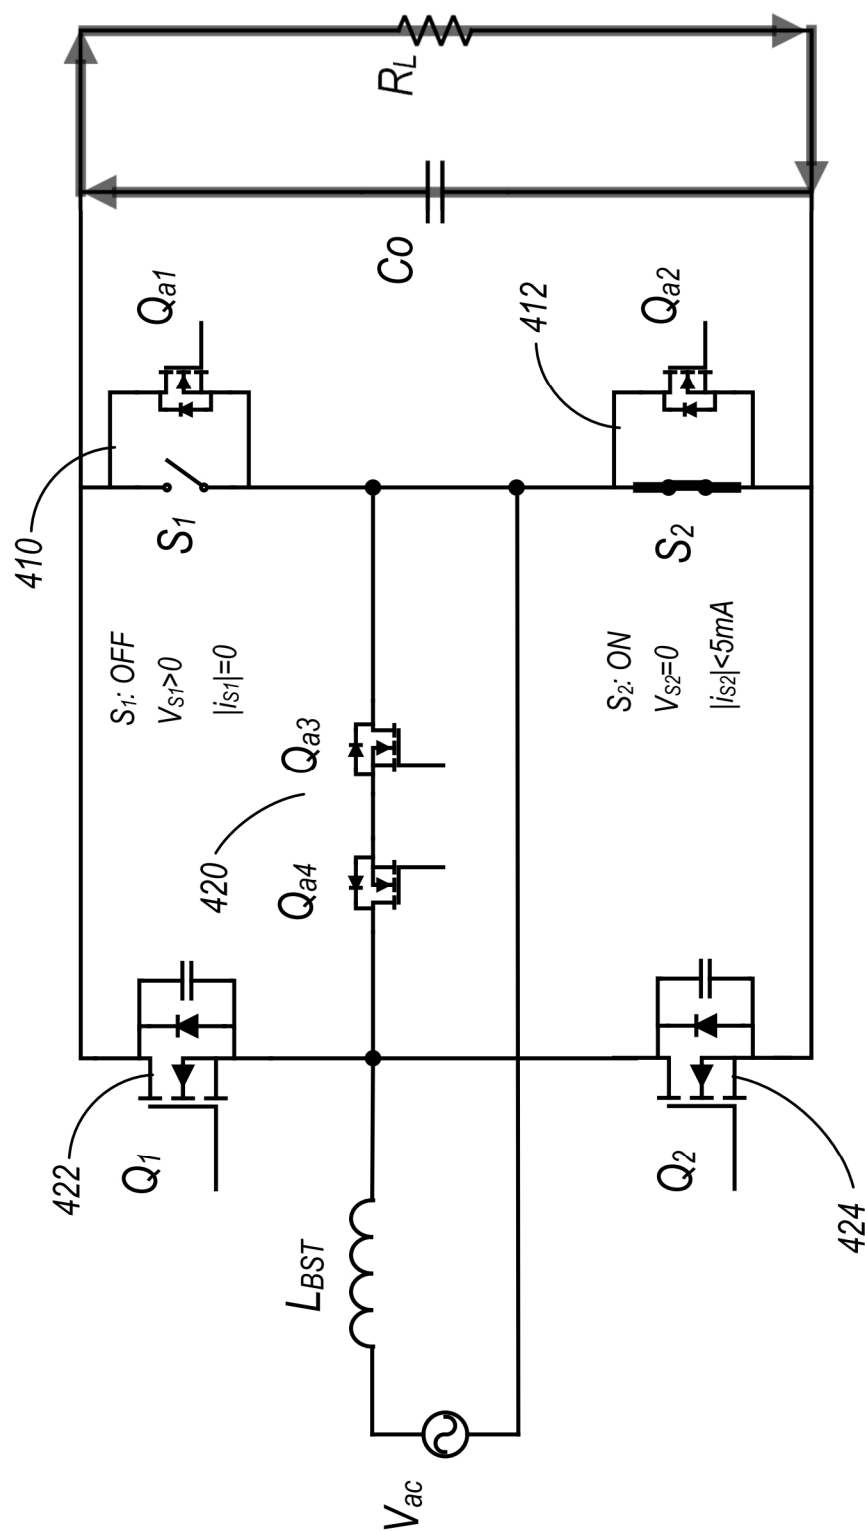 V_ac
L_BST
Q_1
422
Q_2
424
Q_a4
Q_a3
420
S_1: OFF
V_S1>0
|i_S1|=0
S_2: ON
V_S2=0
|i_S2|<5mA
410
S_1
Q_a1
412
S_2
Q_a2
Co
R_L